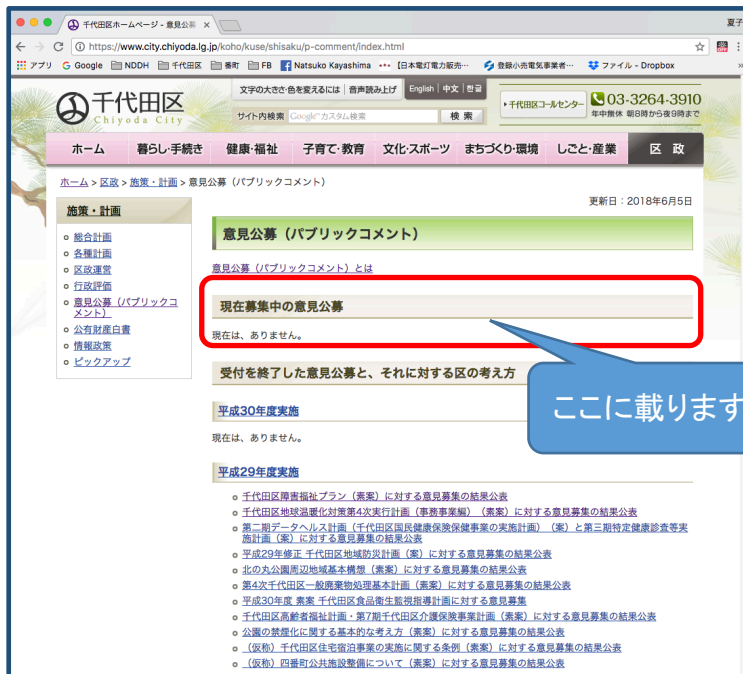 千代田区ホームページ - 意見公募
夏子
https://www.city.chiyoda.lg.jp/koho/kuse/shisaku/p-comment/index.html
アプリ Google NDDH 千代田区 番町 FB Natsuko Kayashima 【日本電灯電力販売… 登録小売電気事業者… ファイル - Dropbox
文字の大きさ・色を変えるには 音声読み上げ English 中文 한글
千代田区
Chiyoda City
千代田区コールセンター 03-3264-3910
年中無休 朝8時から夜9時まで
サイト内検索 Google カスタム検索 検索
ホーム 暮らし・手続き 健康・福祉 子育て・教育 文化・スポーツ まちづくり・環境 しごと・産業 区政
ホーム > 区政 > 施策・計画 > 意見公募（パブリックコメント）
更新日：2018年6月5日
施策・計画
総合計画
各種計画
区政運営
行政評価
意見公募（パブリックコ
メント）
公有財産白書
情報政策
ピックアップ
意見公募（パブリックコメント）
意見公募（パブリックコメント）とは
現在募集中の意見公募
現在は、ありません。
受付を終了した意見公募と、それに対する区の考え方
ここに載ります
平成30年度実施
現在は、ありません。
平成29年度実施
千代田区障害福祉プラン（素案）に対する意見募集の結果公表
千代田区地球温暖化対策第4次実行計画（事務事業編）（素案）に対する意見募集の結果公表
第二期データヘルス計画（千代田区国民健康保険保健事業の実施計画）（案）と第三期特定健康診査等実
施計画（案）に対する意見募集の結果公表
平成29年修正 千代田区地域防災計画（案）に対する意見募集の結果公表
北の丸公園周辺地域基本構想（素案）に対する意見募集の結果公表
第4次千代田区一般廃棄物処理基本計画（素案）に対する意見募集の結果公表
平成30年度 素案 千代田区食品衛生監視指導計画に対する意見募集
千代田区高齢者福祉計画・第7期千代田区介護保険事業計画（素案）に対する意見募集の結果公表
公園の禁煙化に関する基本的な考え方（素案）に対する意見募集の結果公表
（仮称）千代田区住宅宿泊事業の実施に関する条例（素案）に対する意見募集の結果公表
（仮称）四番町公共施設整備について（素案）に対する意見募集の結果公表